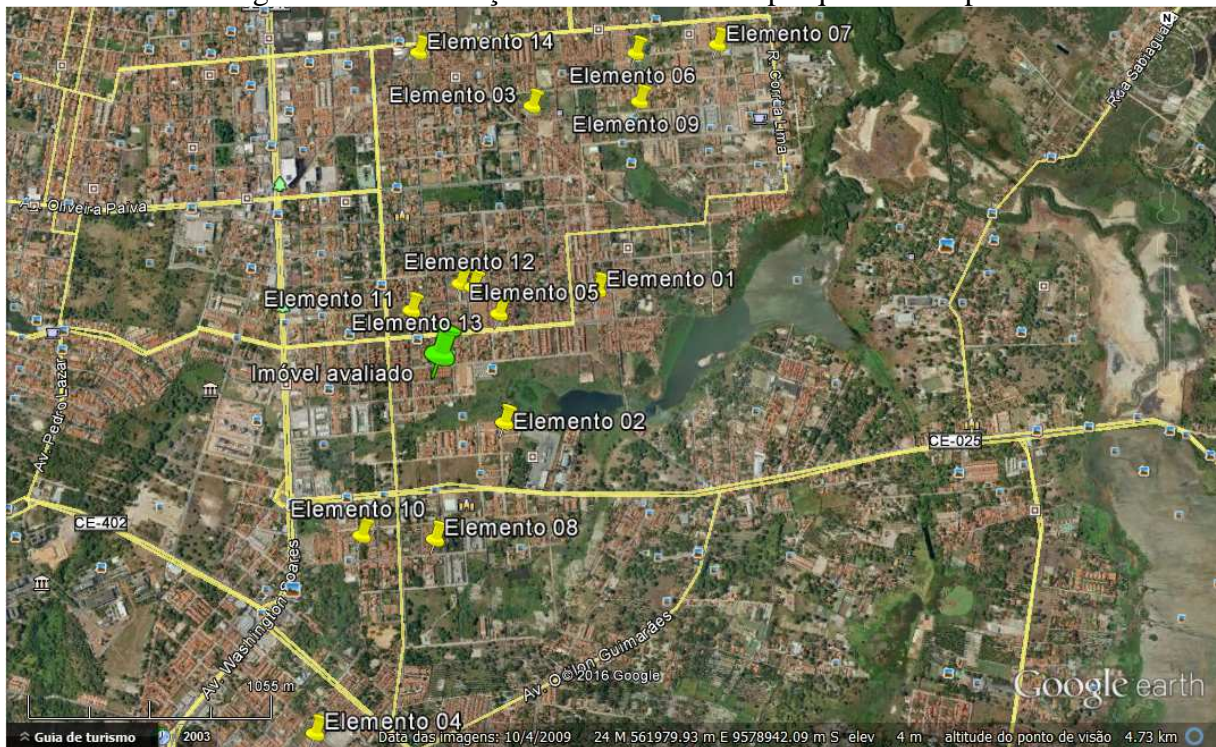 Elemento 14
Elemento 07
Elemento 06
Elemento 03
Elemento 09
R. Corrêa Lima
Roa Sabiaguaba
Av. Oliveira Paiva
Elemento 12
Elemento 01
Elemento 05
Elemento 11
Elemento 13
Imóvel avaliado
Av. Pedro Lazar
Elemento 02
CE-025
Elemento 10
CE-402
Elemento 08
Av. Washington Soares
Guimarães
© 2016 Google
1055 m
Google earth
Elemento 04
Guia de turismo
2003
Data das imagens: 10/4/2009 24 M 561979.93 m E 9578942.09 m S elev 4 m altitude do ponto de visão 4.73 km
N